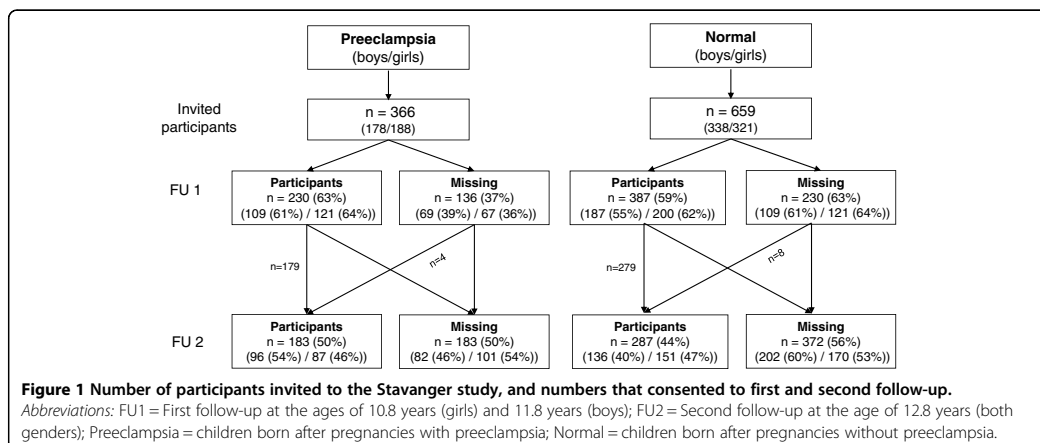 Preeclampsia
(boys/girls)
Normal
(boys/girls)
Invited
participants
n = 366
(178/188)
n = 659
(338/321)
FU 1
Participants
n = 230 (63%)
(109 (61%) / 121 (64%))
Missing
n = 136 (37%)
(69 (39%) / 67 (36%))
Participants
n = 387 (59%)
(187 (55%) / 200 (62%))
Missing
n = 230 (63%)
(109 (61%) / 121 (64%))
n=179
n=4
n=279
n=8
FU 2
Participants
n = 183 (50%)
(96 (54%) / 87 (46%))
Missing
n = 183 (50%)
(82 (46%) / 101 (54%))
Participants
n = 287 (44%)
(136 (40%) / 151 (47%))
Missing
n = 372 (56%)
(202 (60%) / 170 (53%))
Figure 1 Number of participants invited to the Stavanger study, and numbers that consented to first and second follow-up.
Abbreviations: FU1 = First follow-up at the ages of 10.8 years (girls) and 11.8 years (boys); FU2 = Second follow-up at the age of 12.8 years (both
genders); Preeclampsia = children born after pregnancies with preeclampsia; Normal = children born after pregnancies without preeclampsia.